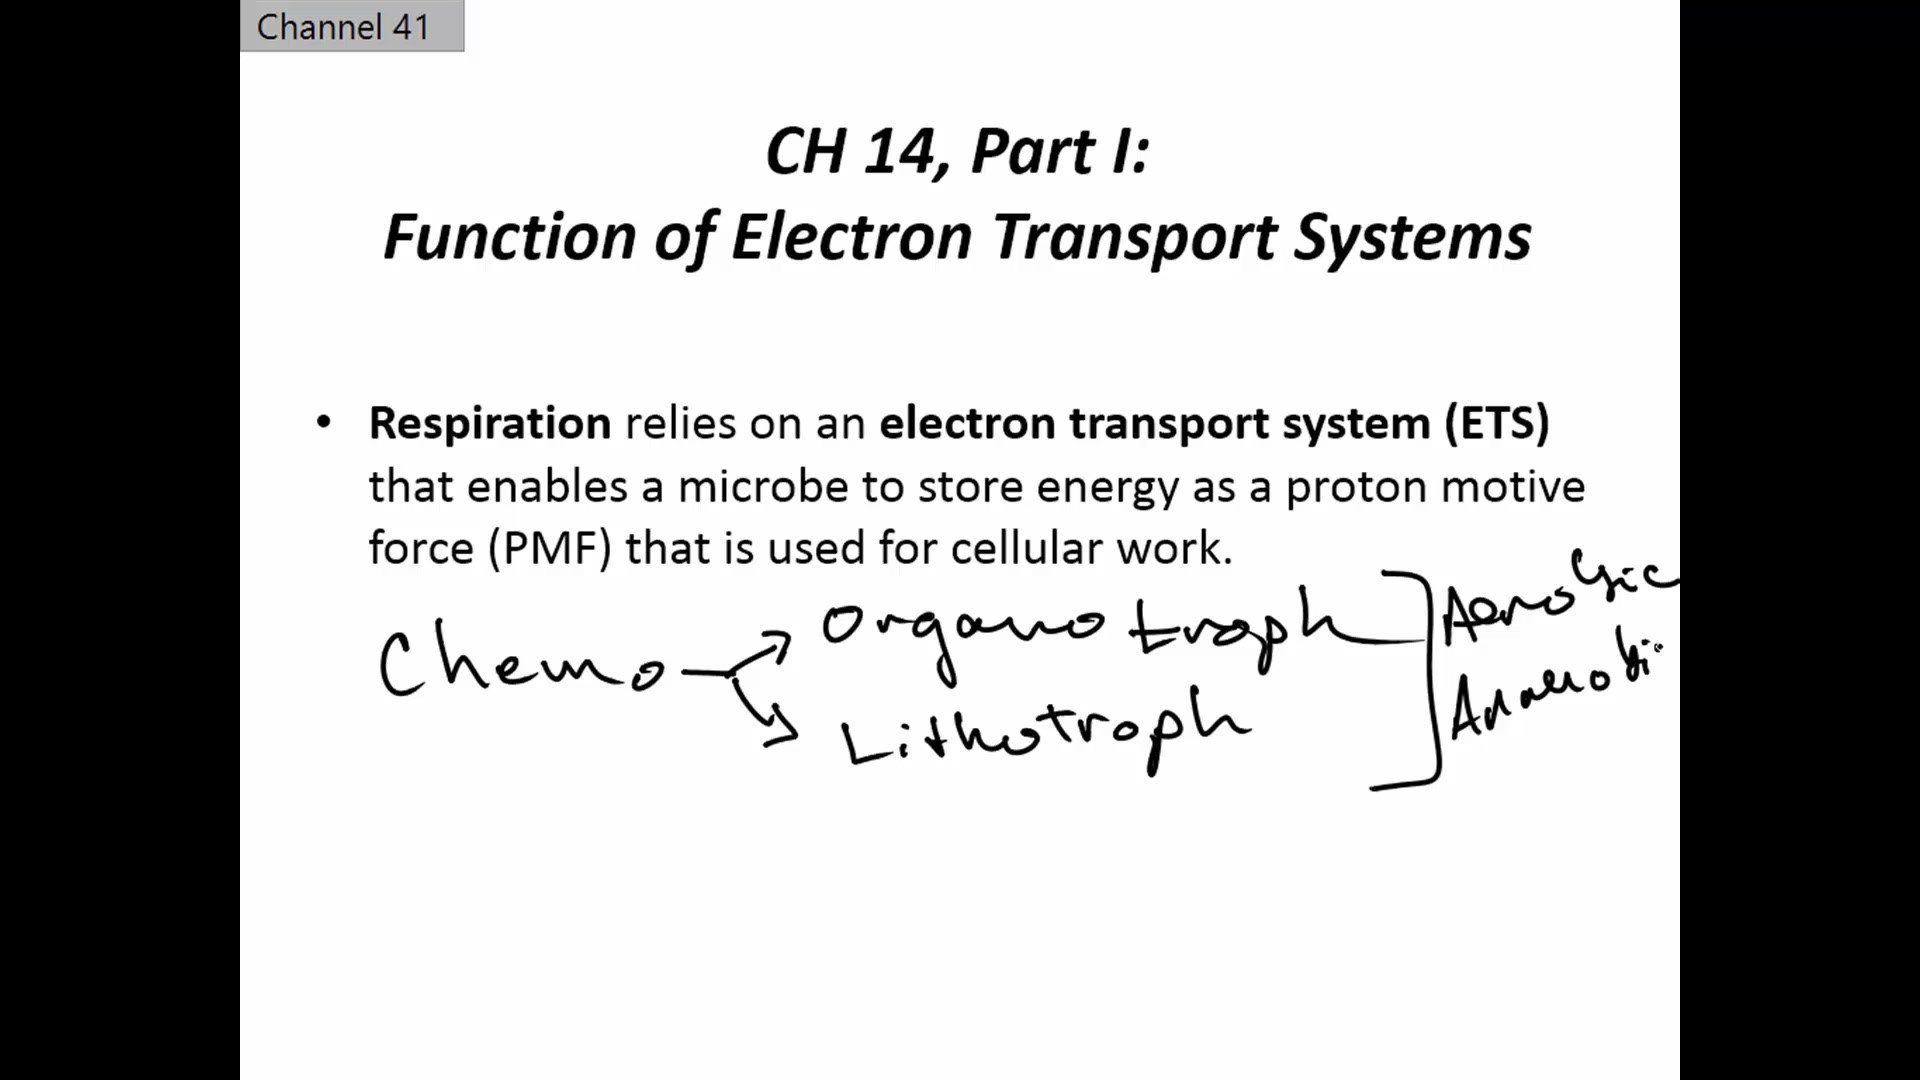 Channel 41
CH 14, Part I:
Function of Electron Transport Systems
• Respiration relies on an electron transport system (ETS)
that enables a microbe to store energy as a proton motive
force (PMF) that is used for cellular work.
Chemo
Organotroph
Lithotroph
Aerobic
Anaerobi